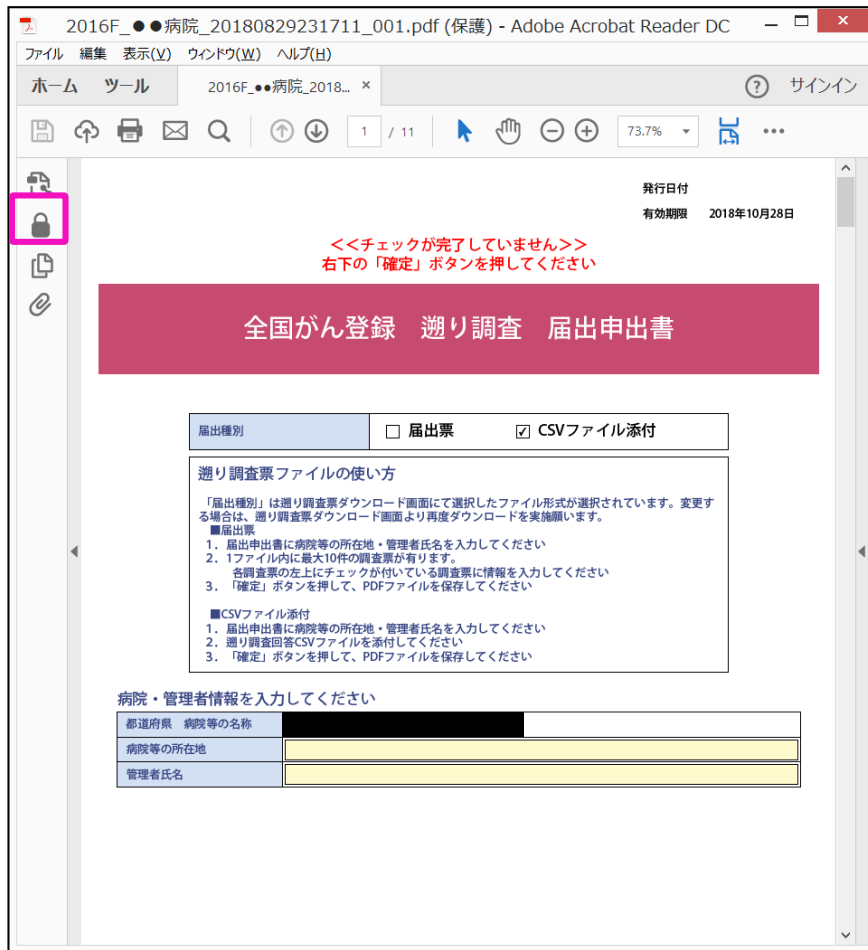 2016F_●●病院_20180829231711_001.pdf (保護) - Adobe Acrobat Reader DC
ファイル 編集 表示(V) ウィンドウ(W) ヘルプ(H)
ホーム ツール 2016F_●●病院_2018... × ? サインイン
1 / 11 73.7%
発行日付
有効期限 2018年10月28日
<<チェックが完了していません>>
右下の「確定」ボタンを押してください
全国がん登録 遡り調査 届出申出書
届出種別 届出票 CSVファイル添付
遡り調査票ファイルの使い方
「届出種別」は遡り調査票ダウンロード画面にて選択したファイル形式が選択されています。変更す
る場合は、遡り調査票ダウンロード画面より再度ダウンロードを実施願います。
■届出票
1. 届出申出書に病院等の所在地・管理者氏名を入力してください
2. 1ファイル内に最大10件の調査票が有ります。
各調査票の左上にチェックが付いている調査票に情報を入力してください
3. 「確定」ボタンを押して、PDFファイルを保存してください
■CSVファイル添付
1. 届出申出書に病院等の所在地・管理者氏名を入力してください
2. 遡り調査回答CSVファイルを添付してください
3. 「確定」ボタンを押して、PDFファイルを保存してください
病院・管理者情報を入力してください
都道府県 病院等の名称
病院等の所在地
管理者氏名